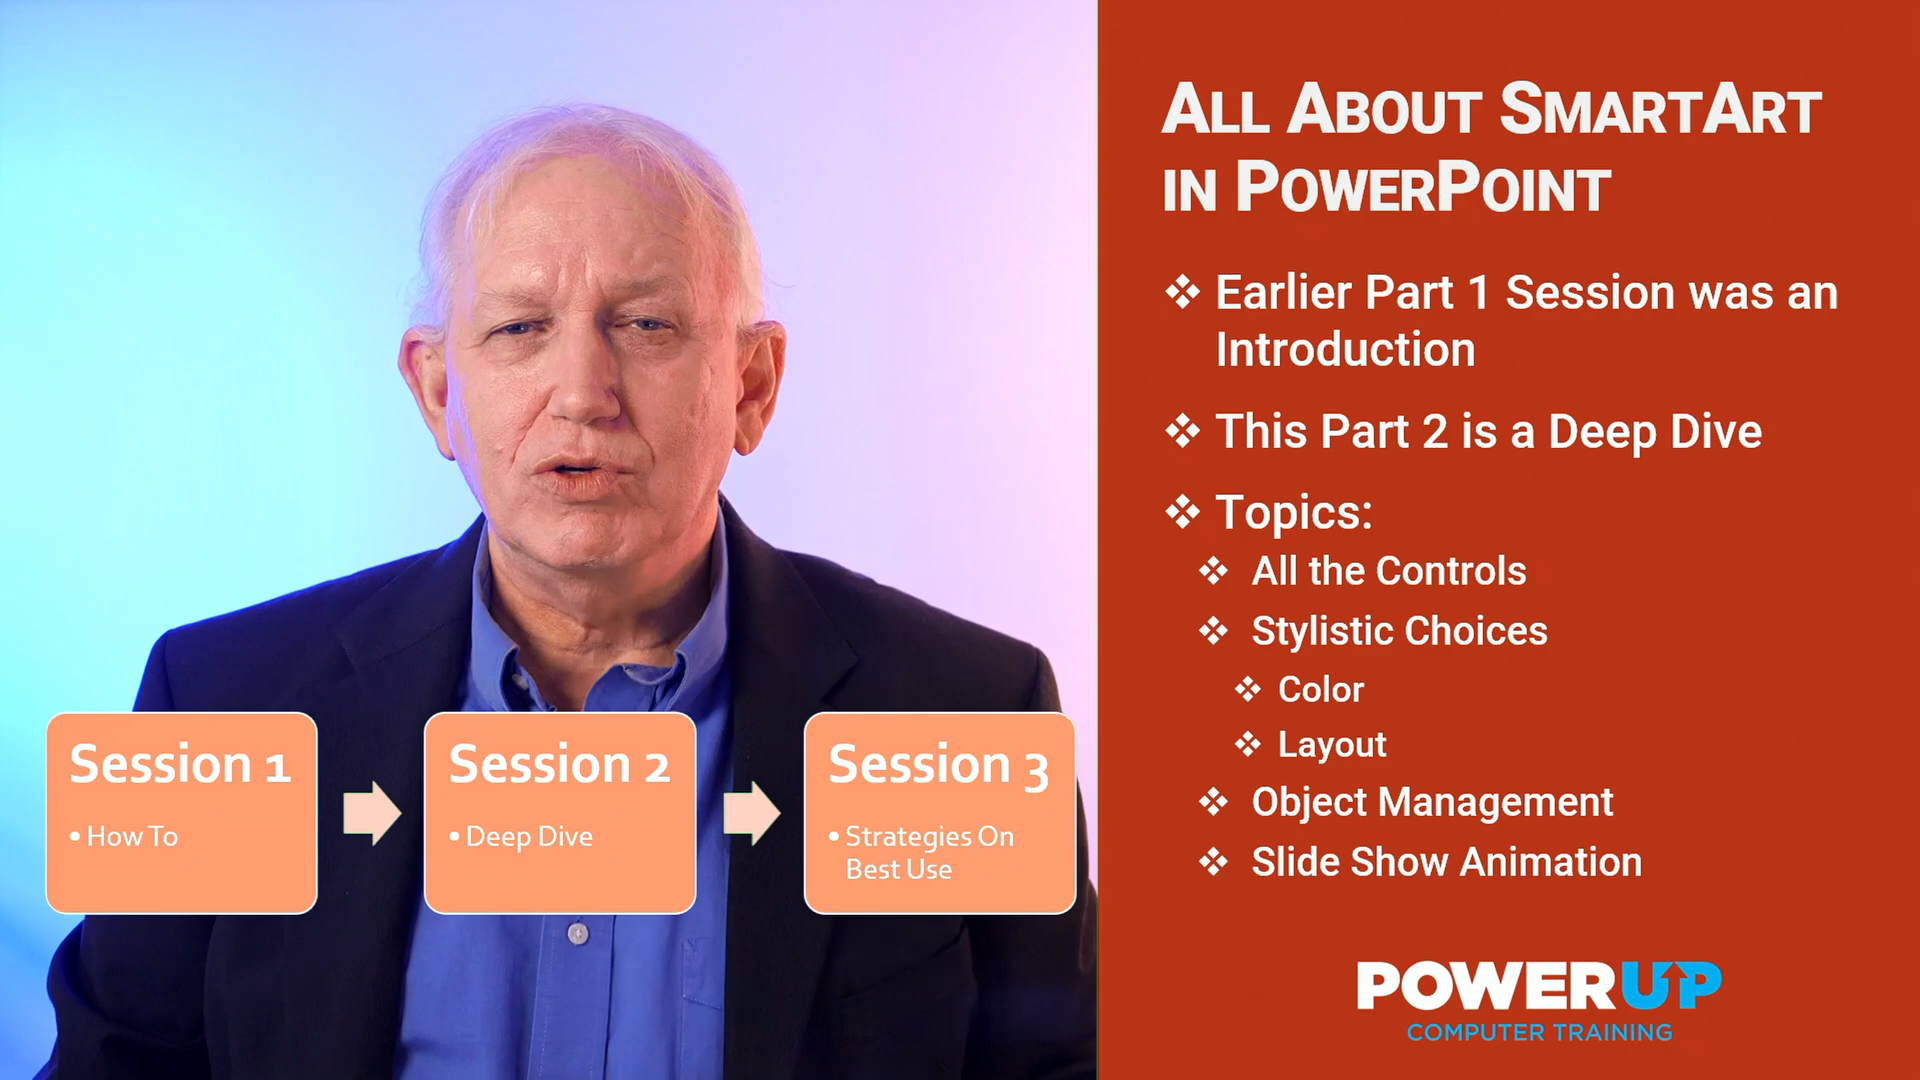 ALL ABOUT SMARTART
IN POWERPOINT
❖ Earlier Part 1 Session was an
Introduction
❖ This Part 2 is a Deep Dive
❖ Topics:
❖ All the Controls
❖ Stylistic Choices
❖ Color
❖ Layout
❖ Object Management
❖ Slide Show Animation
Session 1
• How To
Session 2
• Deep Dive
Session 3
• Strategies On
Best Use
POWERUP
COMPUTER TRAINING